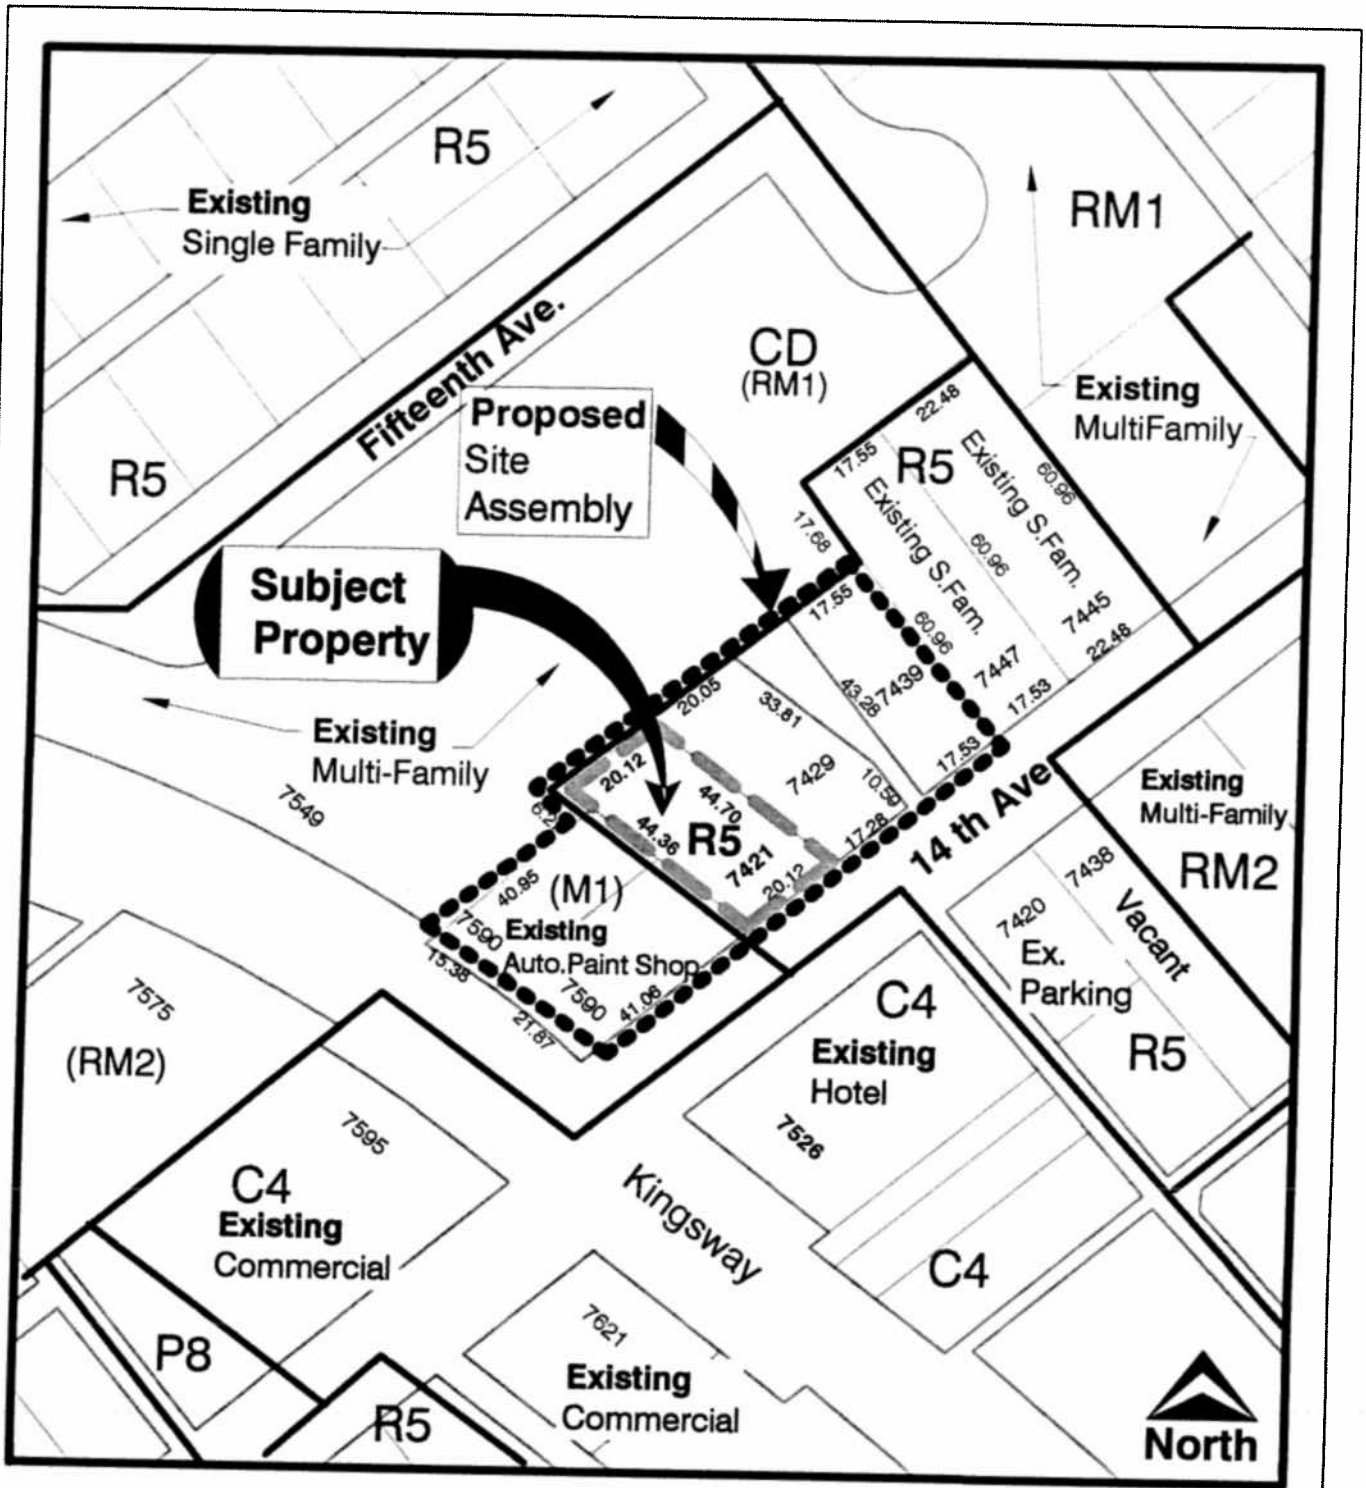 R5
Existing
Single Family
RM1
Fifteenth Ave.
CD
(RM1)
Existing
MultiFamily
Proposed
Site
Assembly
R5
22.48
17.55
R5
Existing S.Fam.
60.96
Existing S.Fam.
60.96
17.68
Subject
Property
17.55
60.96
7445
22.48
7447
17.53
7439
43.28
20.05
33.81
Existing
Multi-Family
7549
20.12
44.70
7429
10.59
17.53
17.28
14 th Ave
Existing
Multi-Family
RM2
44.36
R5
7421
20.12
7438
7420
Vacant
Ex.
Parking
R5
40.95
(M1)
7590
Existing
Auto.Paint Shop
7590
15.38
21.87
41.06
C4
Existing
Hotel
7526
7575
(RM2)
7595
C4
Existing
Commercial
Kingsway
C4
P8
7621
Existing
Commercial
R5
North